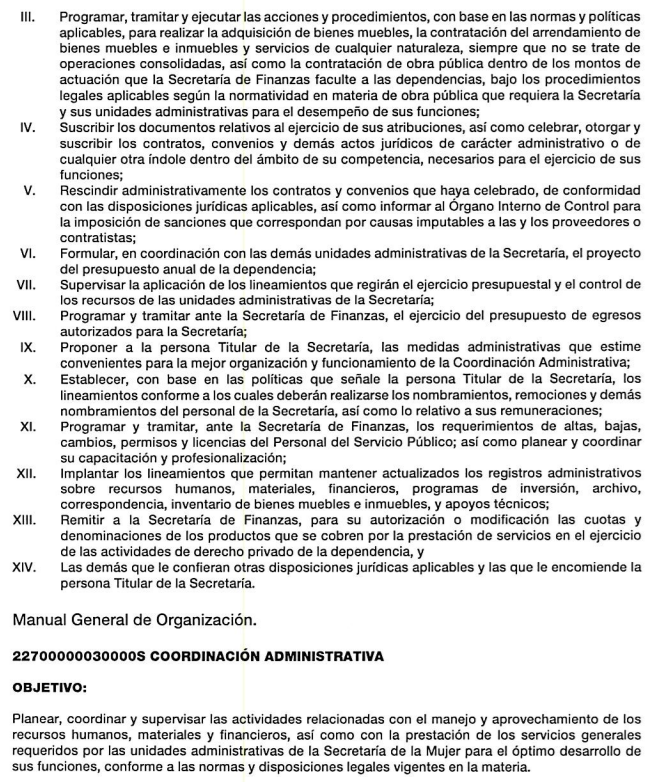 III. Programar, tramitar y ejecutar las acciones y procedimientos, con base en las normas y políticas
aplicables, para realizar la adquisición de bienes muebles, la contratación del arrendamiento de
bienes muebles e inmuebles y servicios de cualquier naturaleza, siempre que no se trate de
operaciones consolidadas, así como la contratación de obra pública dentro de los montos de
actuación que la Secretaría de Finanzas faculte a las dependencias, bajo los procedimientos
legales aplicables según la normatividad en materia de obra pública que requiera la Secretaría
y sus unidades administrativas para el desempeño de sus funciones;
IV. Suscribir los documentos relativos al ejercicio de sus atribuciones, así como celebrar, otorgar y
suscribir los contratos, convenios y demás actos jurídicos de carácter administrativo o de
cualquier otra índole dentro del ámbito de su competencia, necesarios para el ejercicio de sus
funciones;
V. Rescindir administrativamente los contratos y convenios que haya celebrado, de conformidad
con las disposiciones jurídicas aplicables, así como informar al Órgano Interno de Control para
la imposición de sanciones que correspondan por causas imputables a las y los proveedores o
contratistas;
VI. Formular, en coordinación con las demás unidades administrativas de la Secretaría, el proyecto
del presupuesto anual de la dependencia;
VII. Supervisar la aplicación de los lineamientos que regirán el ejercicio presupuestal y el control de
los recursos de las unidades administrativas de la Secretaría;
VIII. Programar y tramitar ante la Secretaría de Finanzas, el ejercicio del presupuesto de egresos
autorizados para la Secretaría;
IX. Proponer a la persona Titular de la Secretaría, las medidas administrativas que estime
convenientes para la mejor organización y funcionamiento de la Coordinación Administrativa;
X. Establecer, con base en las políticas que señale la persona Titular de la Secretaría, los
lineamientos conforme a los cuales deberán realizarse los nombramientos, remociones y demás
nombramientos del personal de la Secretaría, así como lo relativo a sus remuneraciones;
XI. Programar y tramitar, ante la Secretaría de Finanzas, los requerimientos de altas, bajas,
cambios, permisos y licencias del Personal del Servicio Público; así como planear y coordinar
su capacitación y profesionalización;
XII. Implantar los lineamientos que permitan mantener actualizados los registros administrativos
sobre recursos humanos, materiales, financieros, programas de inversión, archivo,
correspondencia, inventario de bienes muebles e inmuebles, y apoyos técnicos;
XIII. Remitir a la Secretaría de Finanzas, para su autorización o modificación las cuotas y
denominaciones de los productos que se cobren por la prestación de servicios en el ejercicio
de las actividades de derecho privado de la dependencia, y
XIV. Las demás que le confieran otras disposiciones jurídicas aplicables y las que le encomiende la
persona Titular de la Secretaría.
Manual General de Organización.
22700000030000S COORDINACIÓN ADMINISTRATIVA
OBJETIVO:
Planear, coordinar y supervisar las actividades relacionadas con el manejo y aprovechamiento de los
recursos humanos, materiales y financieros, así como con la prestación de los servicios generales
requeridos por las unidades administrativas de la Secretaría de la Mujer para el óptimo desarrollo de
sus funciones, conforme a las normas y disposiciones legales vigentes en la materia.